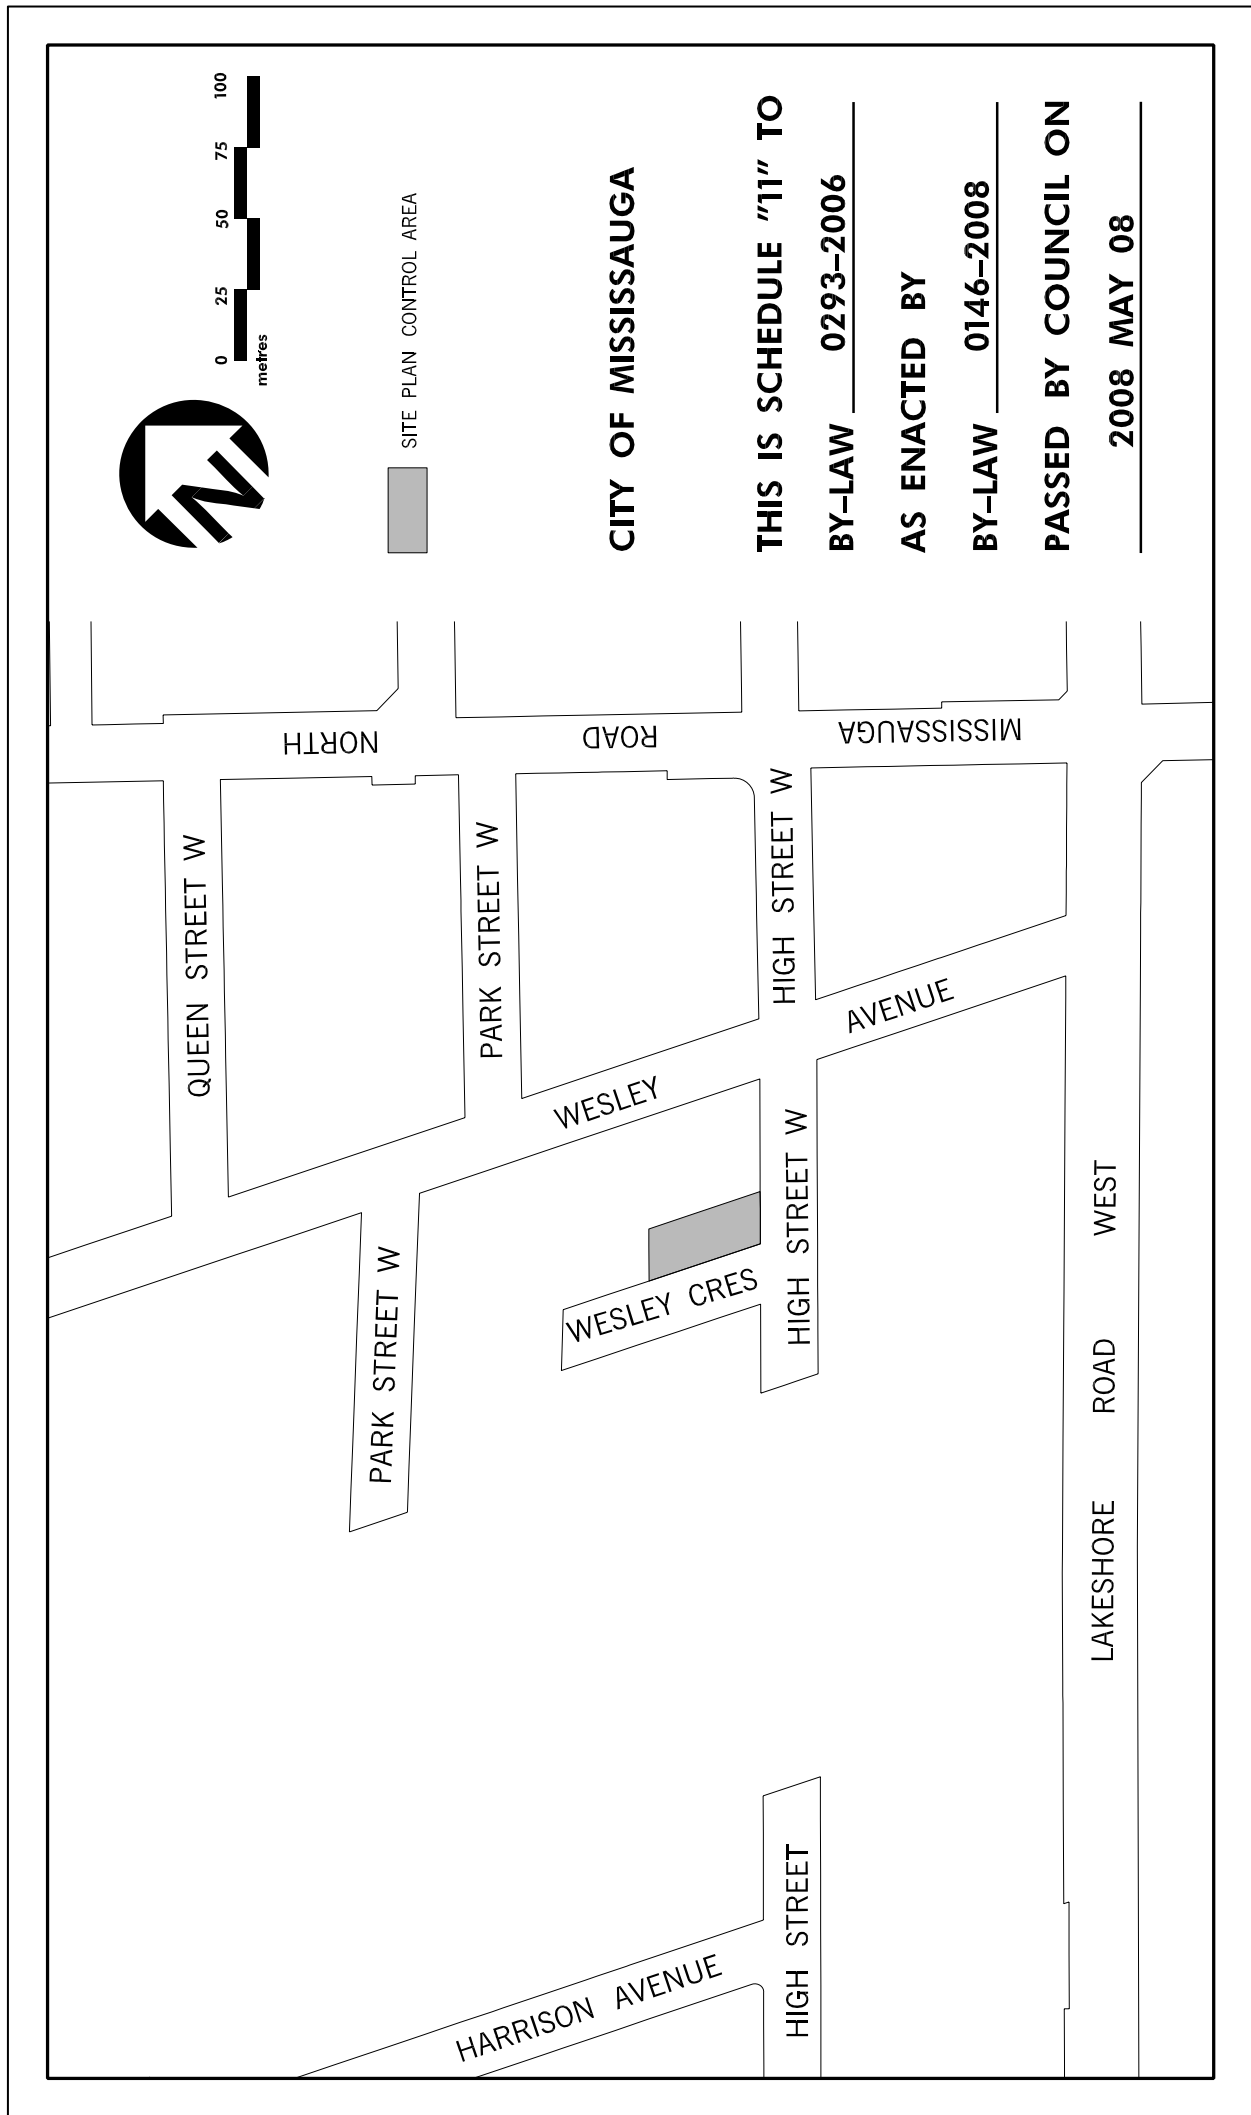 HARRISON AVENUE
HIGH STREET
LAKESHORE ROAD WEST
PARK STREET W
WESLEY CRES
HIGH STREET W
WESLEY
AVENUE
QUEEN STREET W
PARK STREET W
HIGH STREET W
NORTH
ROAD
MISSISSAUGA
N
0 25 50 75 100
metres
SITE PLAN CONTROL AREA
CITY OF MISSISSAUGA
THIS IS SCHEDULE "11" TO
BY–LAW 0293–2006
AS ENACTED BY
BY–LAW 0146–2008
PASSED BY COUNCIL ON
2008 MAY 08